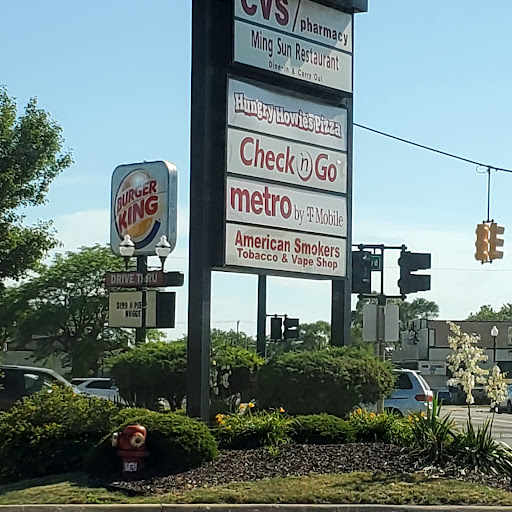 CVS/pharmacy
Ming Sun Restaurant
Dine-in & Carry Out
Hungry Howie's Pizza
Check 'n Go
metro by T Mobile
American Smokers
Tobacco & Vape Shop
BURGER
KING
DRIVE THRU